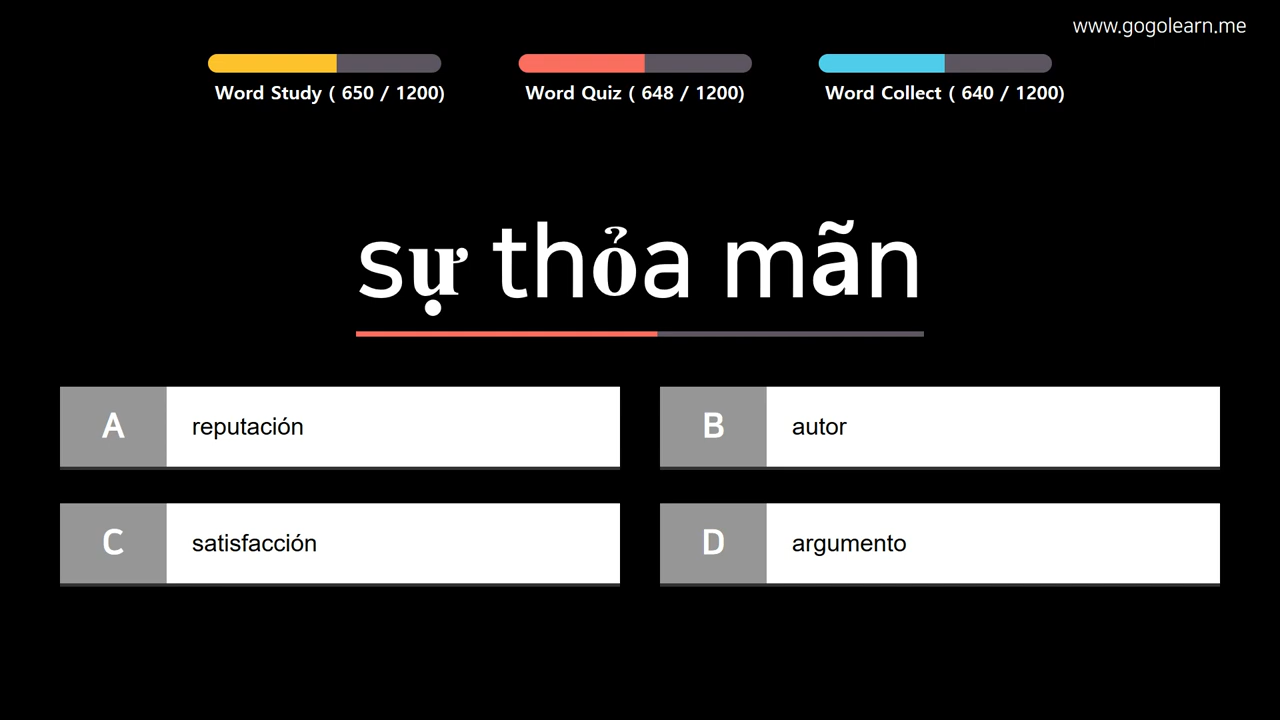 www.gogolearn.me
Word Study ( 650 / 1200)
Word Quiz ( 648 / 1200)
Word Collect ( 640 / 1200)
sự thỏa mãn
A reputación
B autor
C satisfacción
D argumento